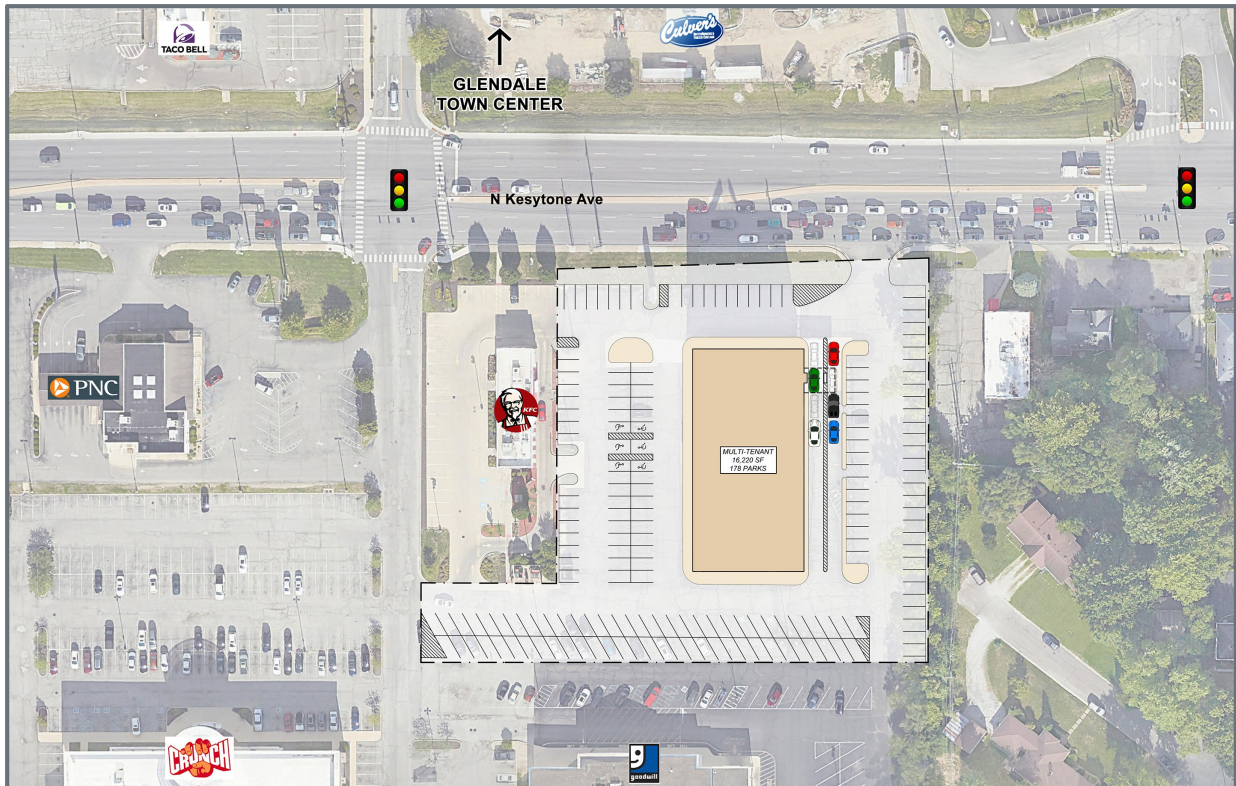 TACO BELL
Culver's
GLENDALE
TOWN CENTER
N Kesytone Ave
PNC
KFC
MULTI-TENANT
16,220 SF
178 PARKS
CRUNCH
goodwill